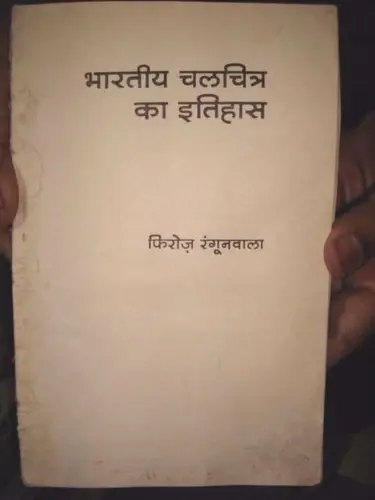 भारतीय चलचित्र
का इतिहास
फिरोज़ रंगूनवाला